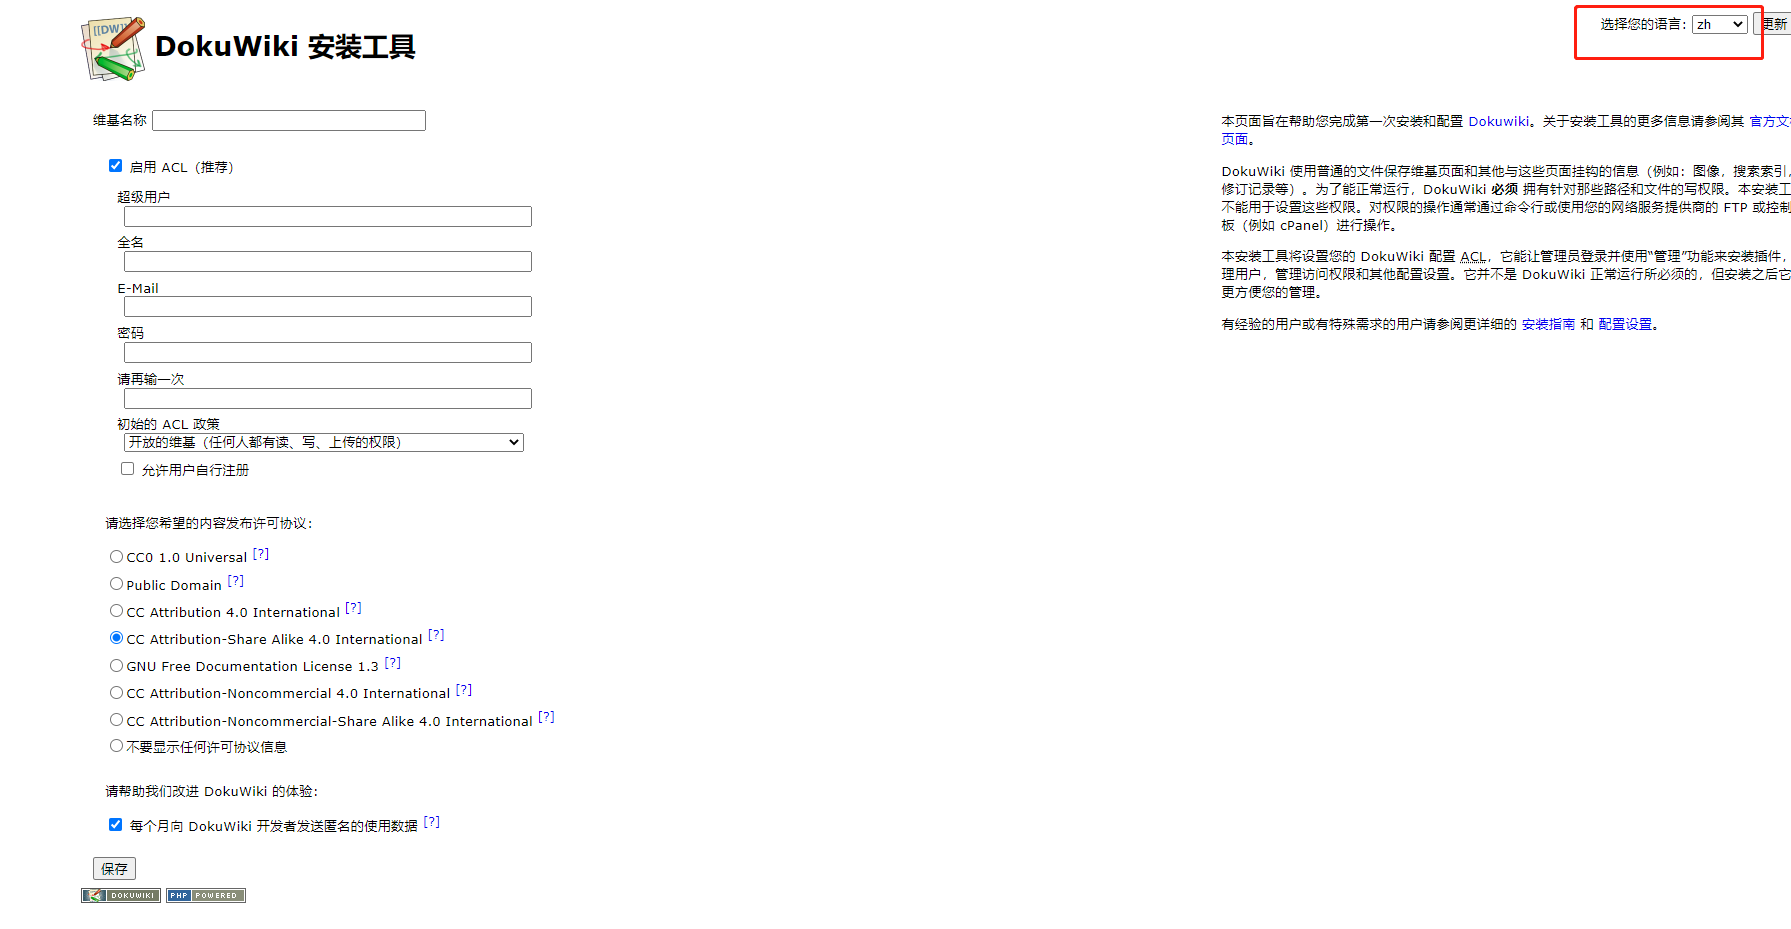 [[DW]]
DokuWiki 安装工具
选择您的语言： zh 更新
维基名称
启用 ACL（推荐）
超级用户
全名
E-Mail
密码
请再输一次
初始的 ACL 政策
开放的维基（任何人都有读、写、上传的权限）
允许用户自行注册
请选择您希望的内容发布许可协议：
CC0 1.0 Universal [?]
Public Domain [?]
CC Attribution 4.0 International [?]
CC Attribution-Share Alike 4.0 International [?]
GNU Free Documentation License 1.3 [?]
CC Attribution-Noncommercial 4.0 International [?]
CC Attribution-Noncommercial-Share Alike 4.0 International [?]
不要显示任何许可协议信息
请帮助我们改进 DokuWiki 的体验：
每个月向 DokuWiki 开发者发送匿名的使用数据 [?]
保存
DOKUWIKI PHP POWERED
本页面旨在帮助您完成第一次安装和配置 Dokuwiki。关于安装工具的更多信息请参阅其 官方文
页面。
DokuWiki 使用普通的文件保存维基页面和其他与这些页面挂钩的信息（例如：图像，搜索索引，
修订记录等）。为了能正常运行，DokuWiki 必须 拥有针对那些路径和文件的写权限。本安装工
不能用于设置这些权限。对权限的操作通常通过命令行或使用您的网络服务提供商的 FTP 或控制
板（例如 cPanel）进行操作。
本安装工具将设置您的 DokuWiki 配置 ACL，它能让管理员登录并使用“管理”功能来安装插件，
理用户，管理访问权限和其他配置设置。它并不是 DokuWiki 正常运行所必须的，但安装之后它
更方便您的管理。
有经验的用户或有特殊需求的用户请参阅更详细的 安装指南 和 配置设置。